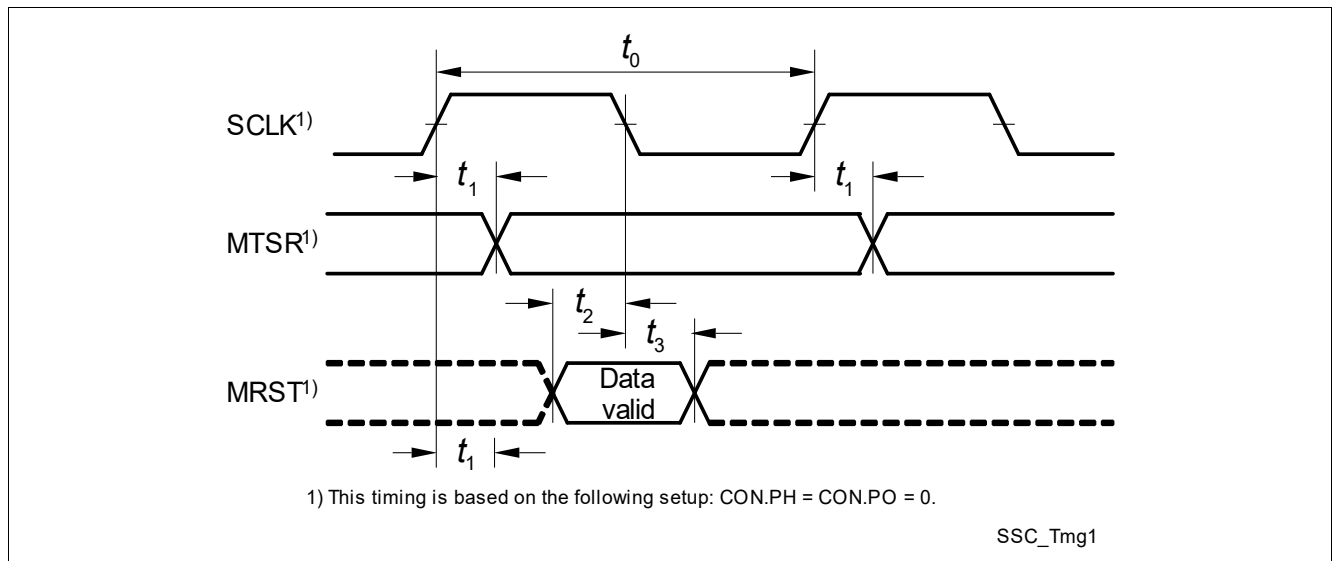 t₀
SCLK¹⁾
t₁
t₁
MTSR¹⁾
t₂
t₃
MRST¹⁾
Data
valid
t₁
1) This timing is based on the following setup: CON.PH = CON.PO = 0.
SSC_Tmg1